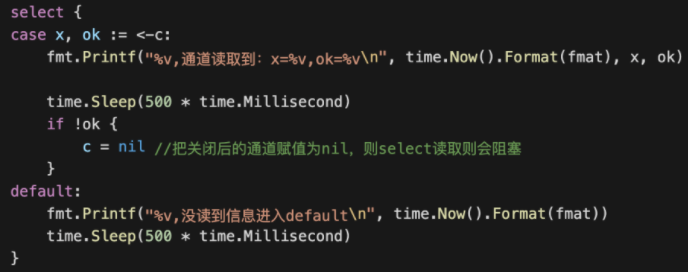 select {
case x, ok := <-c:
    fmt.Printf("%v,通道读取到：x=%v,ok=%v\n", time.Now().Format(fmat), x, ok)

    time.Sleep(500 * time.Millisecond)
    if !ok {
        c = nil //把关闭后的通道赋值为nil，则select读取则会阻塞
    }
default:
    fmt.Printf("%v,没读到信息进入default\n", time.Now().Format(fmat))
    time.Sleep(500 * time.Millisecond)
}